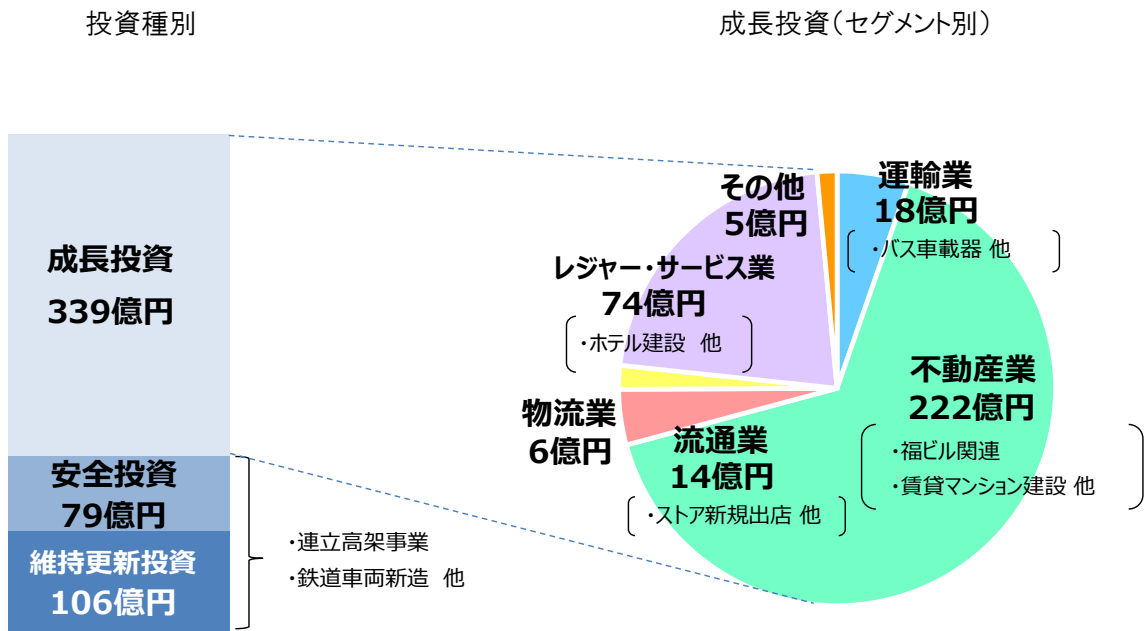 投資種別
成長投資(セグメント別)
成長投資
339億円
安全投資
79億円
維持更新投資
106億円
・連立高架事業
・鉄道車両新造 他
その他
5億円
運輸業
18億円
・バス車載器 他
レジャー・サービス業
74億円
・ホテル建設 他
不動産業
222億円
・福ビル関連
・賃貸マンション建設 他
物流業
6億円
流通業
14億円
・ストア新規出店 他